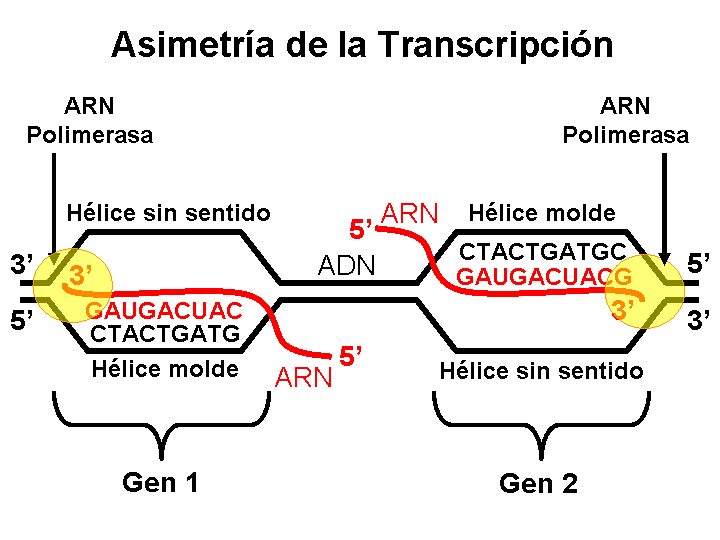 Asimetría de la Transcripción
ARN
Polimerasa
ARN
Polimerasa
Hélice sin sentido
5’
ARN
Hélice molde
3’
3’
ADN
CTACTGATGC
GAUGACUACG
5’
5’
GAUGACUAC
CTACTGATG
3’
3’
Hélice molde
ARN
5’
Hélice sin sentido
Gen 1
Gen 2